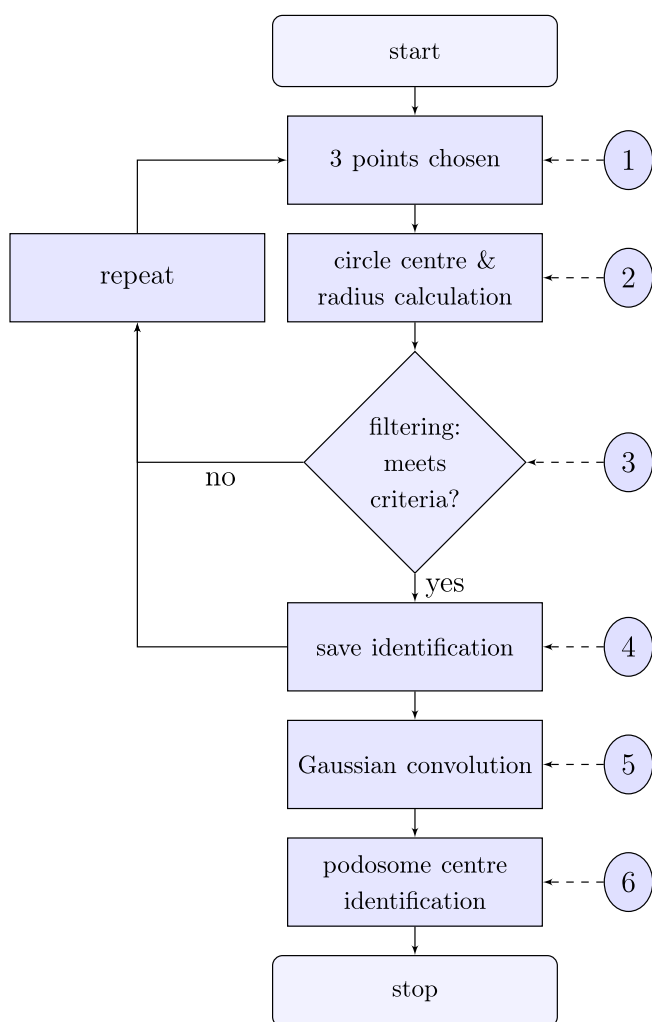 start
3 points chosen
1
repeat
circle centre &
radius calculation
2
filtering:
meets
criteria?
3
no
yes
save identification
4
Gaussian convolution
5
podosome centre
identification
6
stop